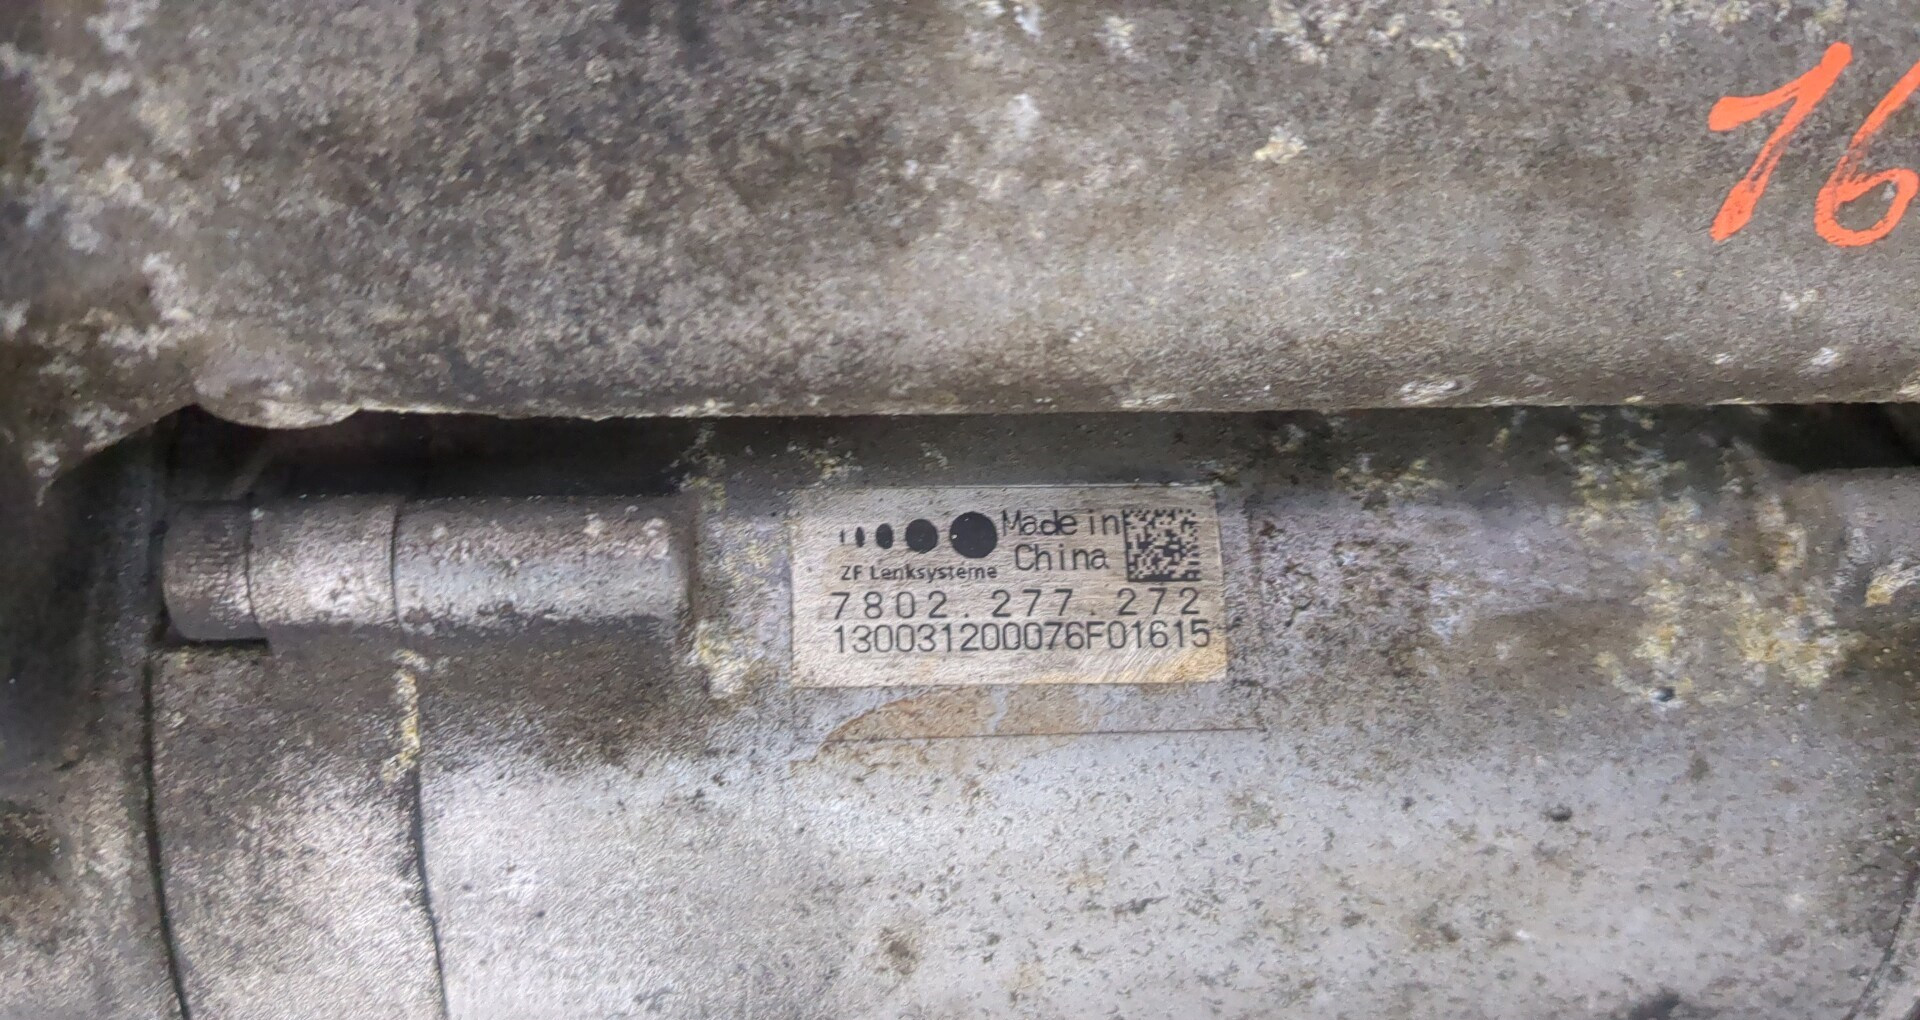 16
Made in
China
ZF Lenksysteme
7802.277.272
130031200076F01615